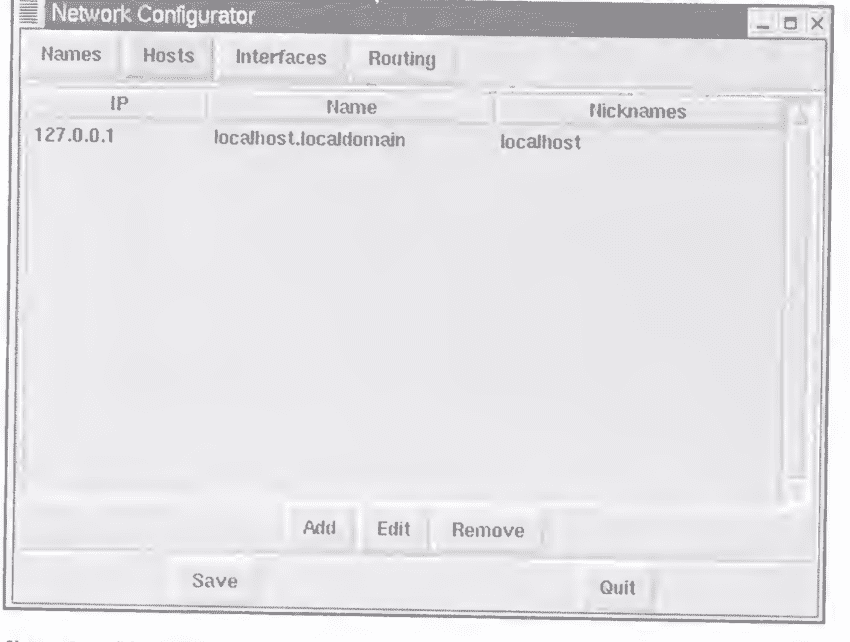 Network Configurator
Names Hosts Interfaces Routing
IP Name Nicknames
127.0.0.1 localhost.localdomain localhost
Add Edit Remove
Save Quit